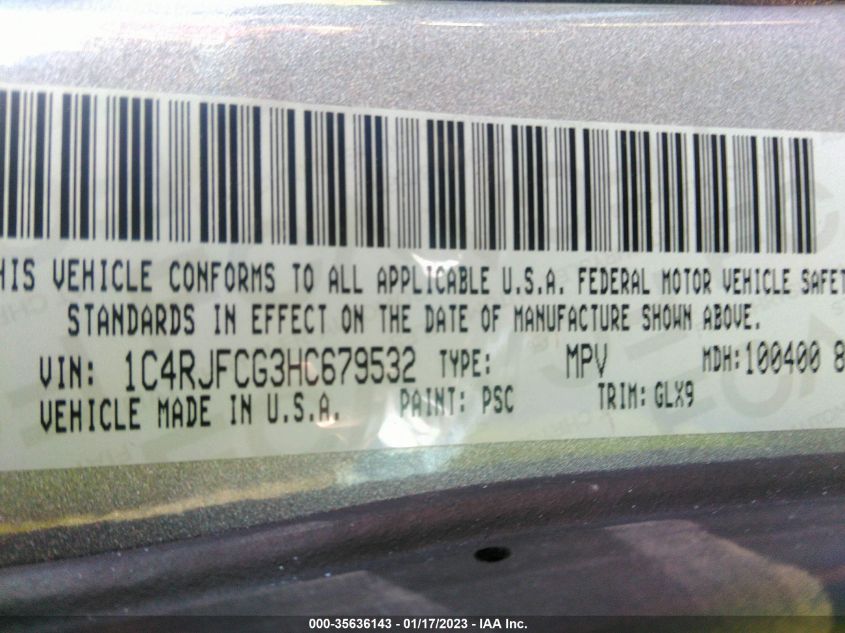 HIS VEHICLE CONFORMS TO ALL APPLICABLE U.S.A. FEDERAL MOTOR VEHICLE SAFET
STANDARDS IN EFFECT ON THE DATE OF MANUFACTURE SHOWN ABOVE.
VIN: 1C4RJFCG3HC679532 TYPE: MPV MDH:100400 8
VEHICLE MADE IN U.S.A. PAINT: PSC TRIM:GLX9
000-35636143 - 01/17/2023 - IAA Inc.